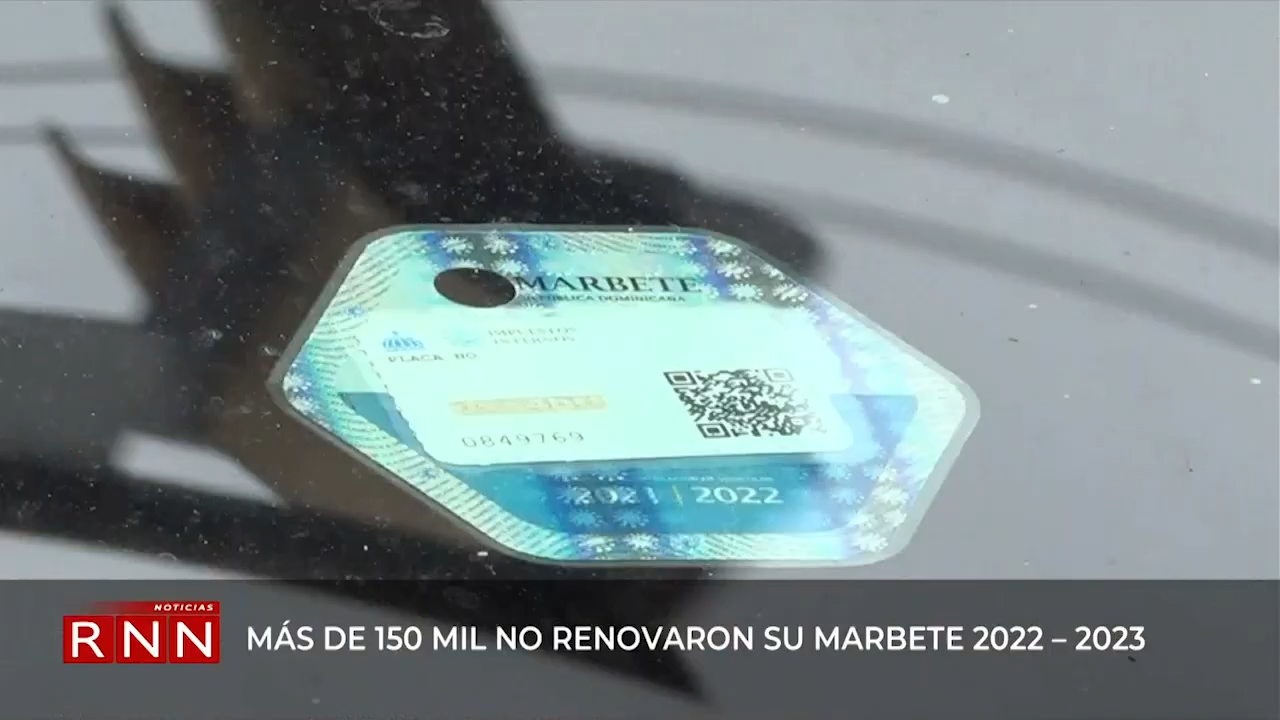 MARBETE
REPÚBLICA DOMINICANA
IMPUESTOS
INTERNOS
PLACA NO
0849769
2021 | 2022
NOTICIAS
RNN
MÁS DE 150 MIL NO RENOVARON SU MARBETE 2022 – 2023